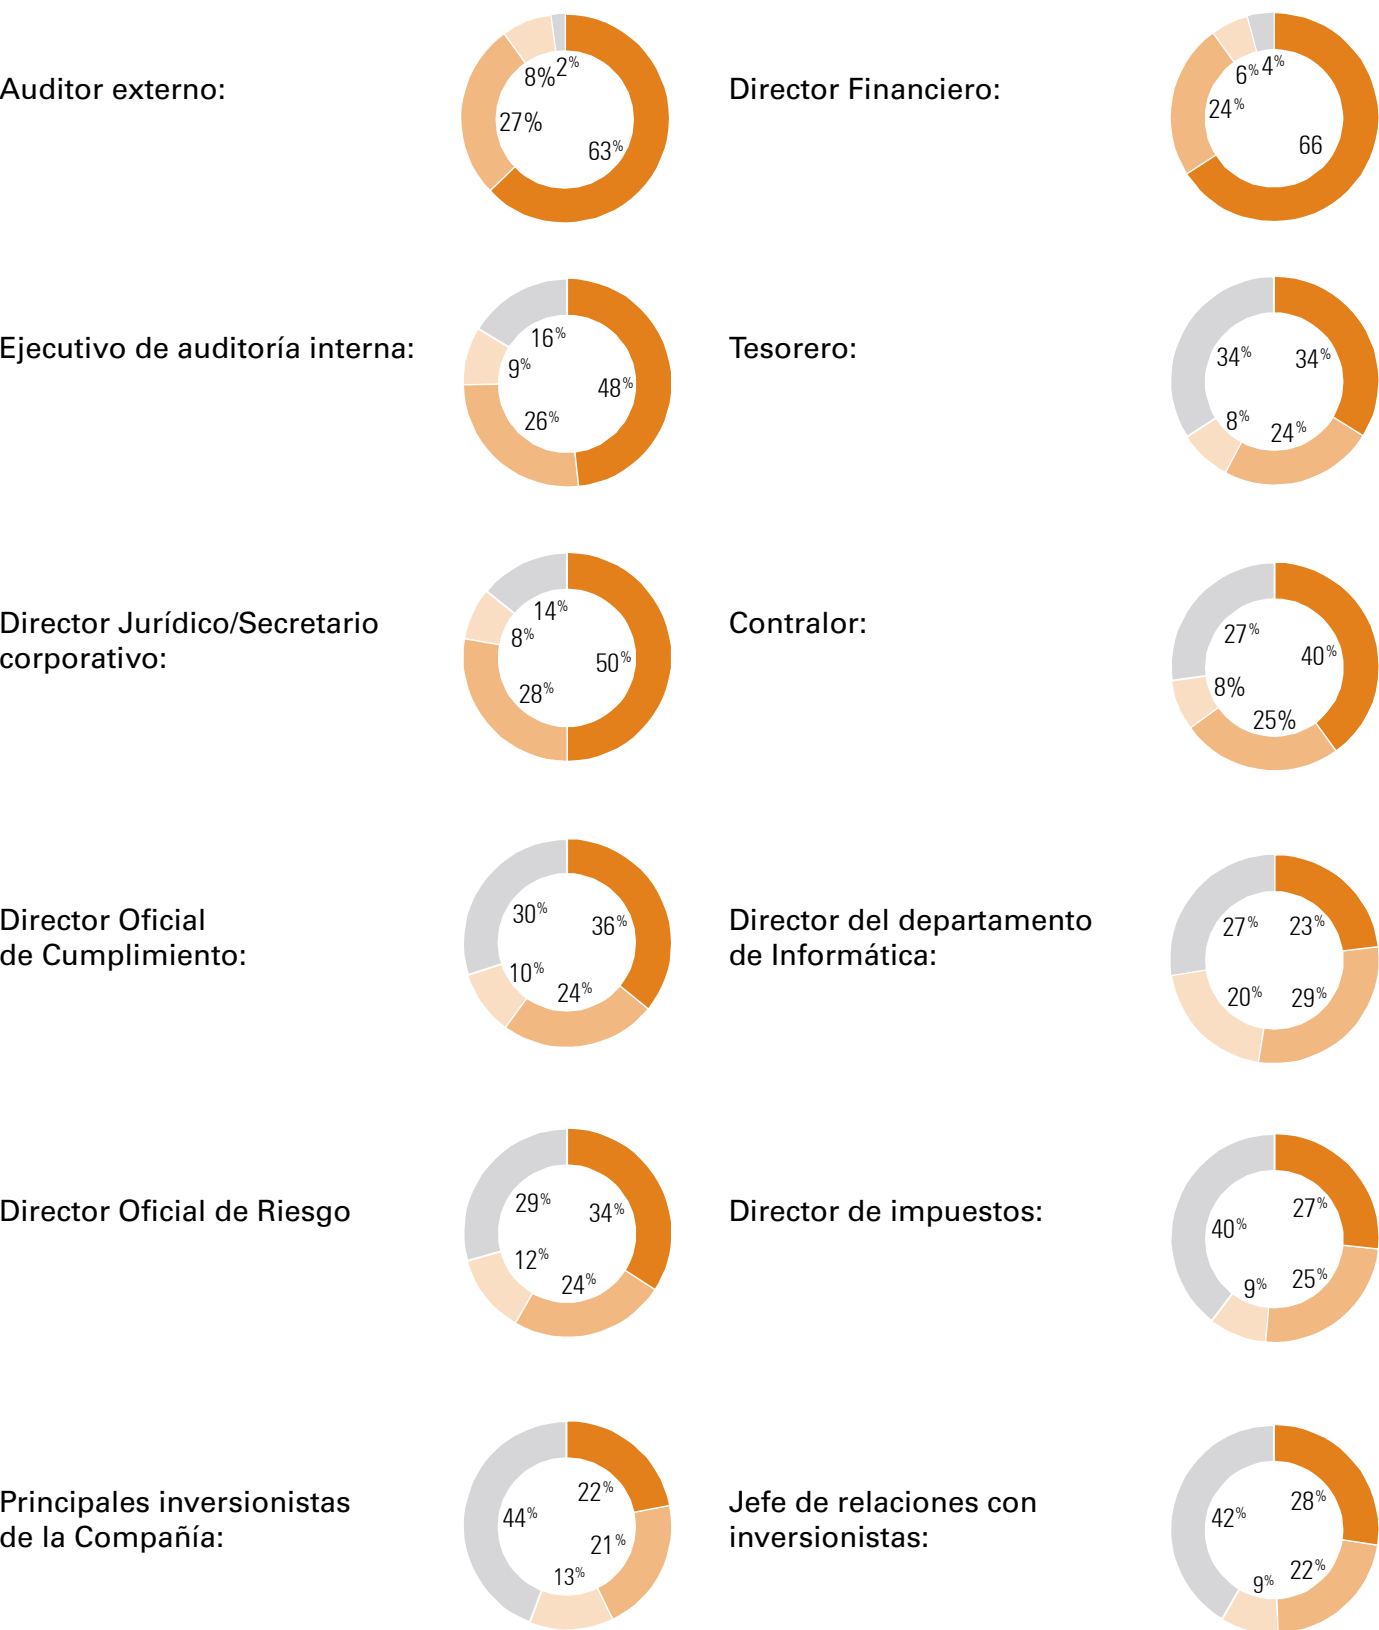 Auditor externo:
8% 2%
27%
63%
Director Financiero:
6% 4%
24%
66
Ejecutivo de auditoría interna:
16%
9%
48%
26%
Tesorero:
34% 34%
8%
24%
Director Jurídico/Secretario
corporativo:
14%
8%
50%
28%
Contralor:
27%
40%
8%
25%
Director Oficial
de Cumplimiento:
30% 36%
10%
24%
Director del departamento
de Informática:
27% 23%
20% 29%
Director Oficial de Riesgo
29% 34%
12%
24%
Director de impuestos:
27%
40%
25%
9%
Principales inversionistas
de la Compañía:
22%
44%
21%
13%
Jefe de relaciones con
inversionistas:
28%
42%
22%
9%